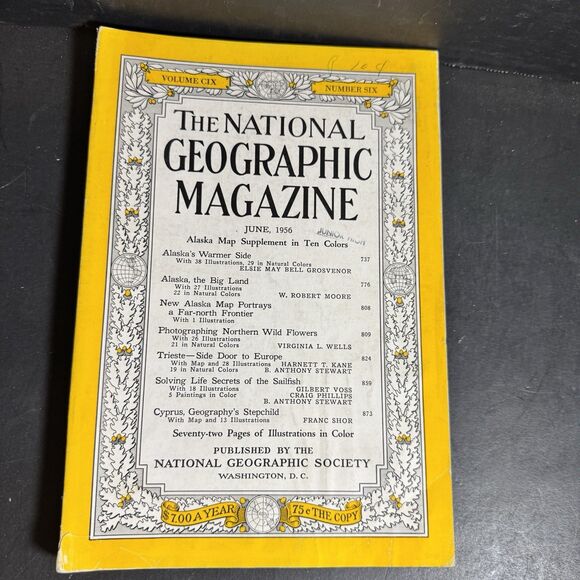 VOLUME CIX
NUMBER SIX
THE NATIONAL
GEOGRAPHIC
MAGAZINE
JUNE, 1956
JUNIOR HIGH
Alaska Map Supplement in Ten Colors
Alaska's Warmer Side 737
With 38 Illustrations, 29 in Natural Colors
ELSIE MAY BELL GROSVENOR
Alaska, the Big Land 776
With 27 Illustrations
22 in Natural Colors W. ROBERT MOORE
New Alaska Map Portrays 808
a Far-north Frontier
With 1 Illustration
Photographing Northern Wild Flowers 809
With 26 Illustrations
21 in Natural Colors VIRGINIA L. WELLS
Trieste—Side Door to Europe 824
With Map and 28 Illustrations HARNETT T. KANE
19 in Natural Colors B. ANTHONY STEWART
Solving Life Secrets of the Sailfish 859
With 18 Illustrations GILBERT VOSS
5 Paintings in Color CRAIG PHILLIPS
B. ANTHONY STEWART
Cyprus, Geography's Stepchild 873
With Map and 13 Illustrations FRANC SHOR
Seventy-two Pages of Illustrations in Color
PUBLISHED BY THE
NATIONAL GEOGRAPHIC SOCIETY
WASHINGTON, D. C.
$7.00 A YEAR
75¢ THE COPY